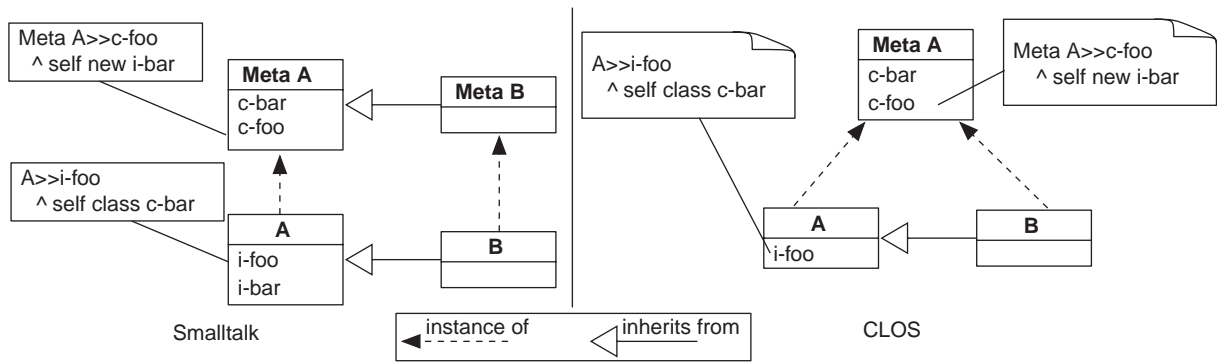 Meta A>>c-foo
^ self new i-bar
Meta A
c-bar
c-foo
Meta B
A>>i-foo
^ self class c-bar
A
i-foo
i-bar
B
Smalltalk
A>>i-foo
^ self class c-bar
Meta A
c-bar
c-foo
Meta A>>c-foo
^ self new i-bar
A
i-foo
B
CLOS
instance of
inherits from